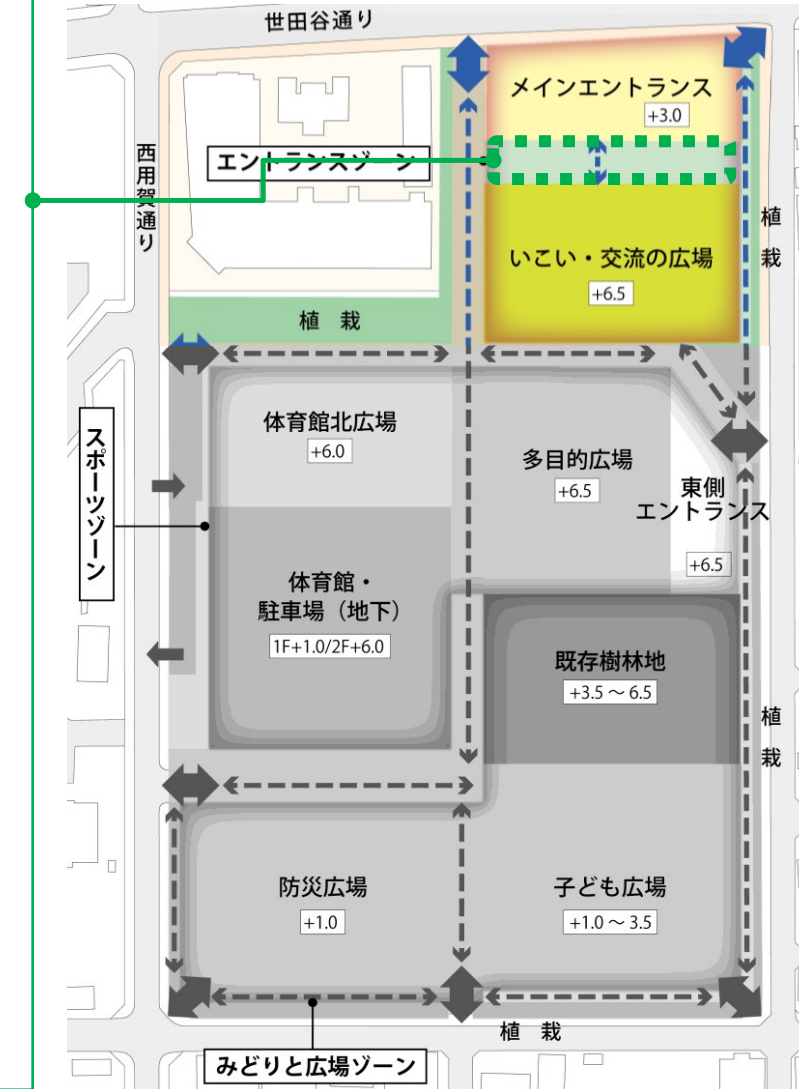 世田谷通り
メインエントランス
+3.0
エントランスゾーン
西用賀通り
植栽
いこい・交流の広場
+6.5
植 栽
体育館北広場
+6.0
スポーツゾーン
多目的広場
+6.5
東側
エントランス
+6.5
体育館・
駐車場（地下）
1F+1.0/2F+6.0
既存樹林地
+3.5～6.5
植栽
防災広場
+1.0
子ども広場
+1.0～3.5
植 栽
みどりと広場ゾーン